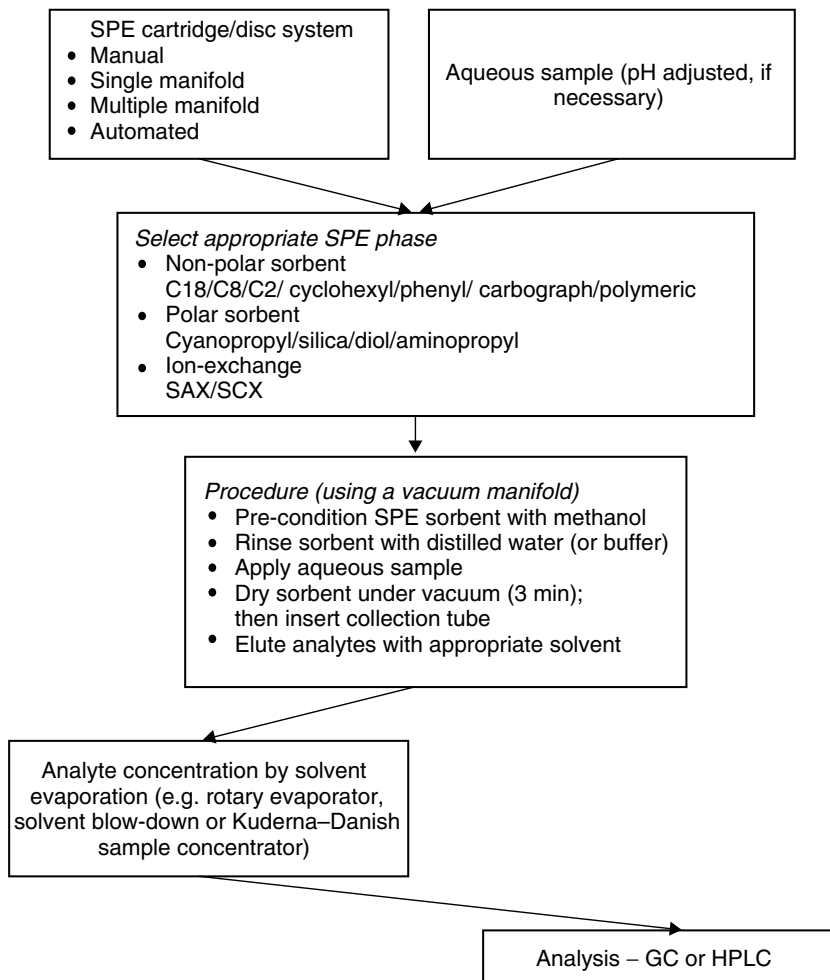 SPE cartridge/disc system
• Manual
• Single manifold
• Multiple manifold
• Automated
Aqueous sample (pH adjusted, if
necessary)
Select appropriate SPE phase
• Non-polar sorbent
C18/C8/C2/ cyclohexyl/phenyl/ carbograph/polymeric
• Polar sorbent
Cyanopropyl/silica/diol/aminopropyl
• Ion-exchange
SAX/SCX
Procedure (using a vacuum manifold)
• Pre-condition SPE sorbent with methanol
• Rinse sorbent with distilled water (or buffer)
• Apply aqueous sample
• Dry sorbent under vacuum (3 min);
then insert collection tube
• Elute analytes with appropriate solvent
Analyte concentration by solvent
evaporation (e.g. rotary evaporator,
solvent blow-down or Kuderna–Danish
sample concentrator)
Analysis – GC or HPLC